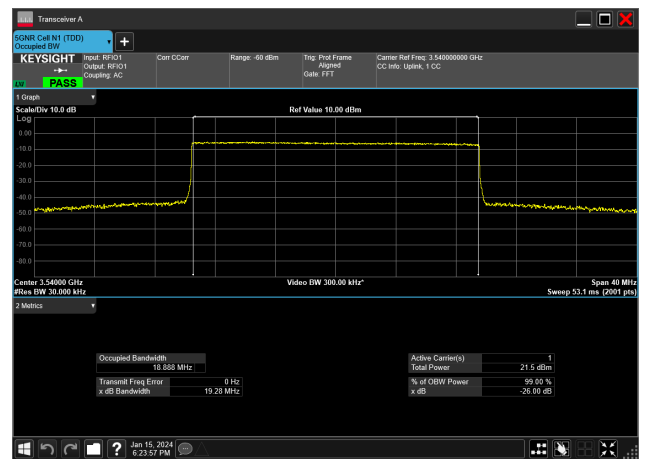 Transceiver A
5GNR Cell N1 (TDD)
Occupied BW
KEYSIGHT
LXI
PASS
Input: RFIO1
Output: RFIO1
Coupling: AC
Corr CCorr
Range: -60 dBm
Trig: Prot Frame
Aligned
Gate: FFT
Carrier Ref Freq: 3.540000000 GHz
CC Info: Uplink, 1 CC
1 Graph
Scale/Div 10.0 dB
Ref Value 10.00 dBm
Log
0.00
-10.0
-20.0
-30.0
-40.0
-50.0
-60.0
-70.0
-80.0
Center 3.54000 GHz
Video BW 300.00 kHz*
Span 40 MHz
#Res BW 30.000 kHz
Sweep 53.1 ms (2001 pts)
2 Metrics
Occupied Bandwidth
18.888 MHz
Active Carrier(s) 1
Total Power 21.5 dBm
Transmit Freq Error 0 Hz
x dB Bandwidth 19.28 MHz
% of OBW Power 99.00 %
x dB -26.00 dB
Jan 15, 2024
6:23:57 PM